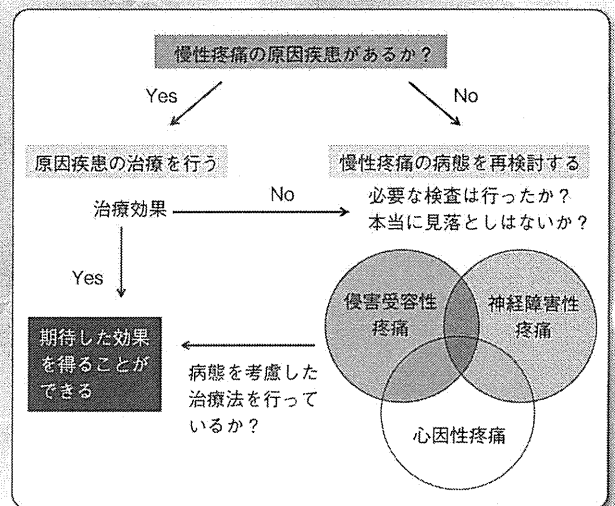 慢性疼痛の原因疾患があるか？
Yes
No
原因疾患の治療を行う
慢性疼痛の病態を再検討する
治療効果
No
必要な検査は行ったか？
本当に見落としはないか？
Yes
侵害受容性
疼痛
神経障害性
疼痛
期待した効果
を得ることが
できる
病態を考慮した
治療法を行って
いるか？
心因性疼痛